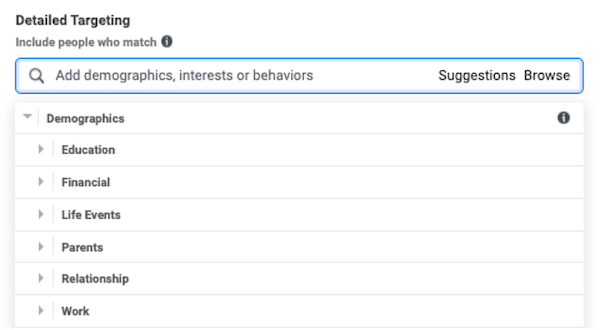 Detailed Targeting
Include people who match
Add demographics, interests or behaviors Suggestions Browse
Demographics
Education
Financial
Life Events
Parents
Relationship
Work